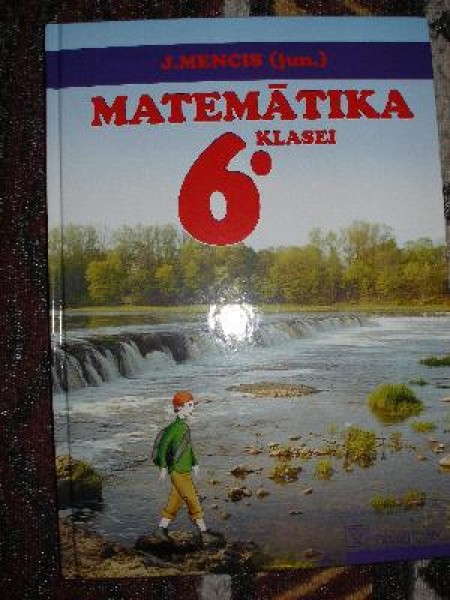 J.MENCIS (jun.)
MATEMĀTIKA
6.
KLASEI